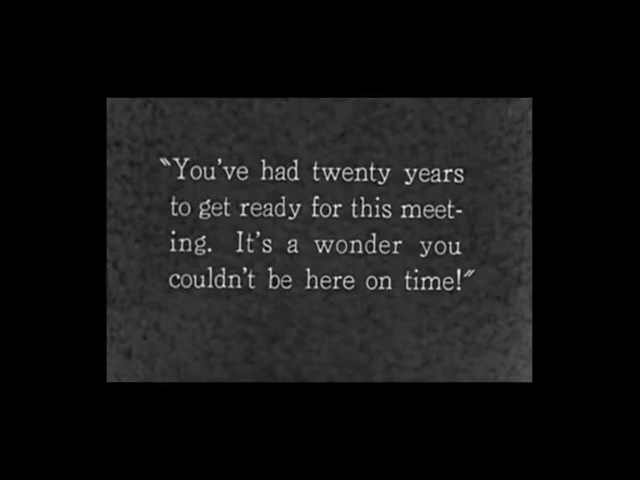 "You've had twenty years
to get ready for this meet-
ing. It's a wonder you
couldn't be here on time!"